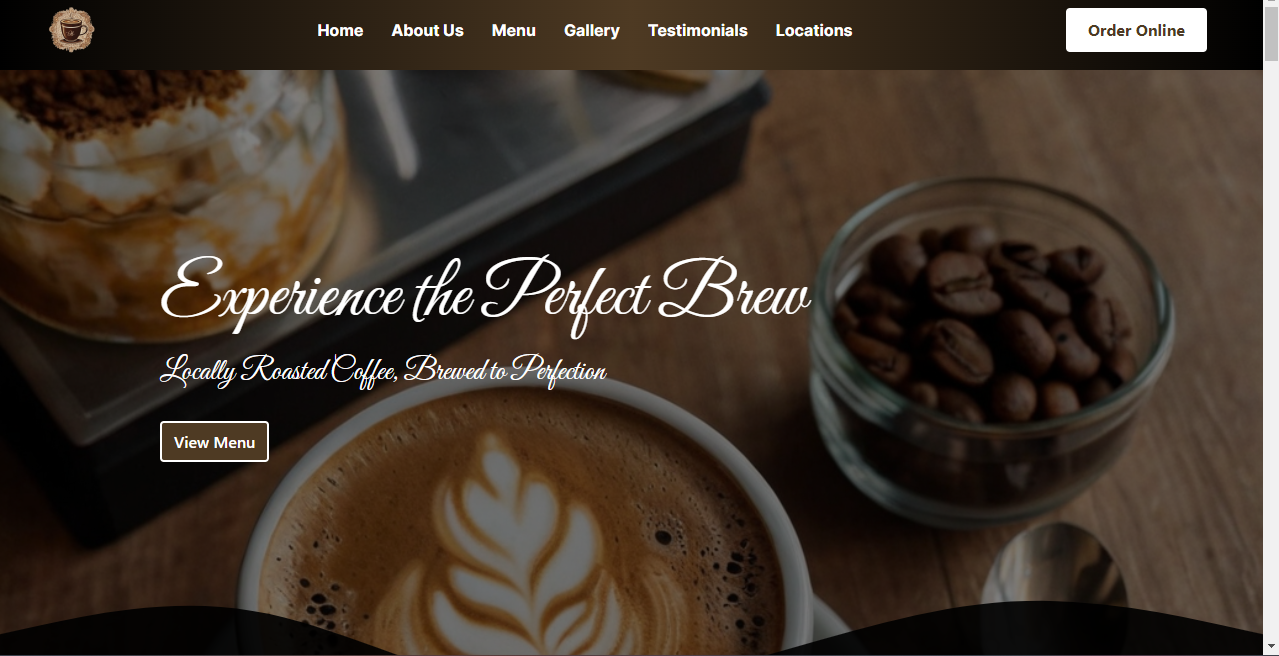 Home About Us Menu Gallery Testimonials Locations Order Online
Experience the Perfect Brew
Locally Roasted Coffee, Brewed to Perfection
View Menu